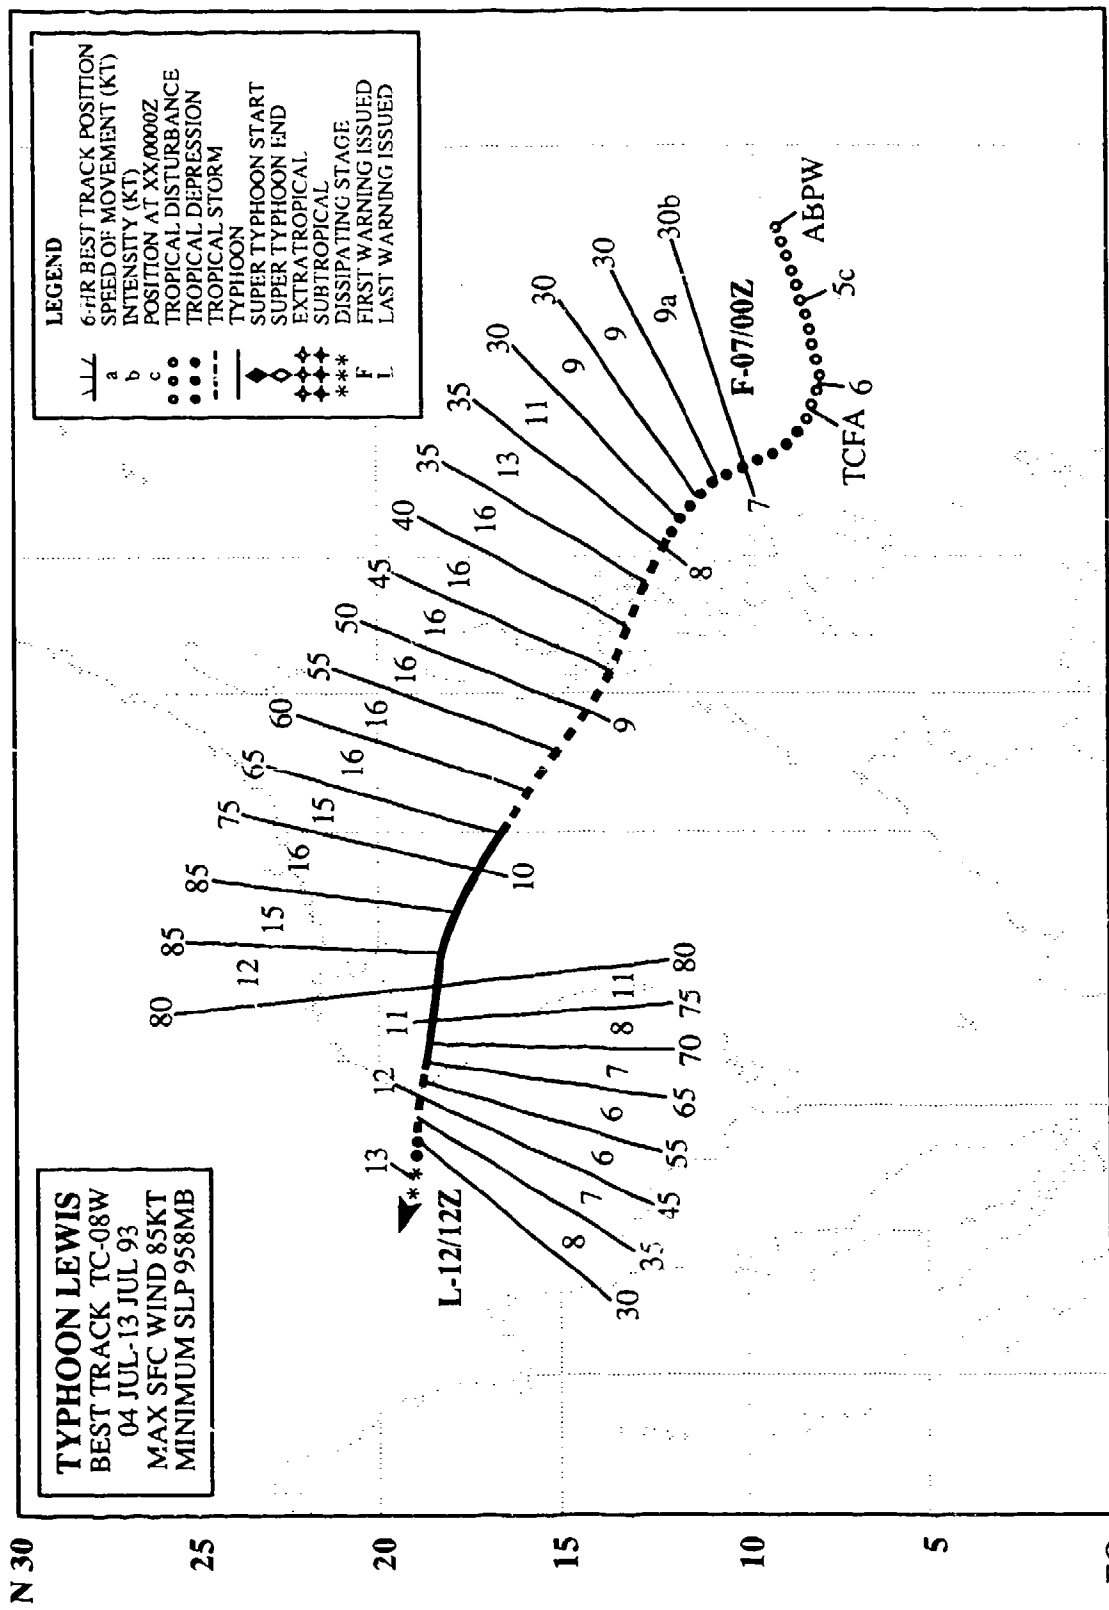 TYPHOON LEWIS
BEST TRACK TC-08W
04 JUL-13 JUL 93
MAX SFC WIND 85KT
MINIMUM SLP 958MB
LEGEND
6-HR BEST TRACK POSITION
a SPEED OF MOVEMENT (KT)
b INTENSITY (KT)
c POSITION AT XX/0000Z
TROPICAL DISTURBANCE
TROPICAL DEPRESSION
TROPICAL STORM
TYPHOON
SUPER TYPHOON START
SUPER TYPHOON END
EXTRATROPICAL
SUBTROPICAL
*** DISSIPATING STAGE
F FIRST WARNING ISSUED
L LAST WARNING ISSUED
N 30
25
20
15
10
5
80
85
85
75
65
60
55
50
45
40
35
35
30
30
30
30b
12
15
16
15
16
16
16
16
16
16
13
11
9
9
9a
11
12
13
**
L-12/12Z
10
9
8
7
F-07/00Z
TCFA 6
5c
ABPW
30
35
45
55
65
70
75
80
8
7
6
6
7
8
11